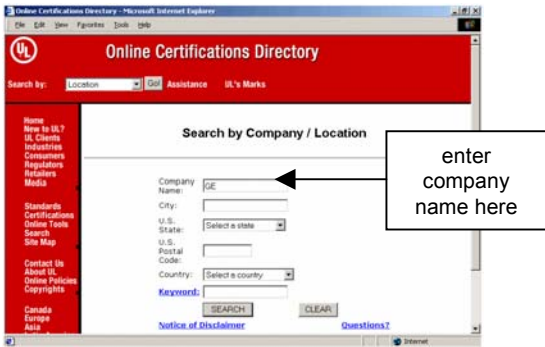 Online Certifications Directory - Microsoft Internet Explorer
File Edit View Favorites Tools Help
UL
Online Certifications Directory
Search by: Location Go! Assistance UL's Marks
Home
New to UL?
UL Clients
Industries
Consumers
Regulators
Retailers
Media
Standards
Certifications
Online Tools
Search
Site Map
Contact Us
About UL
Online Policies
Copyrights
Canada
Europe
Asia
Search by Company / Location
Company Name: GE
City:
U.S. State: Select a state
U.S. Postal Code:
Country: Select a country
Keyword:
SEARCH CLEAR
Notice of Disclaimer Questions?
enter
company
name here
Internet